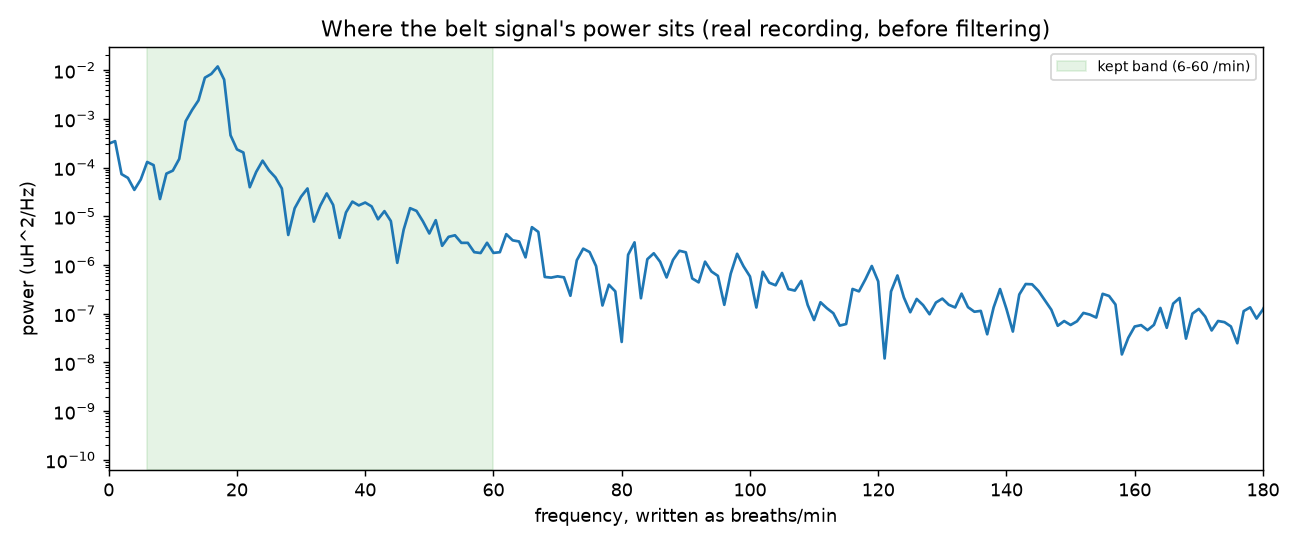 Where the belt signal's power sits (real recording, before filtering)
kept band (6-60 /min)
power (uH^2/Hz)
10^-2
10^-3
10^-4
10^-5
10^-6
10^-7
10^-8
10^-9
10^-10
0 20 40 60 80 100 120 140 160 180
frequency, written as breaths/min